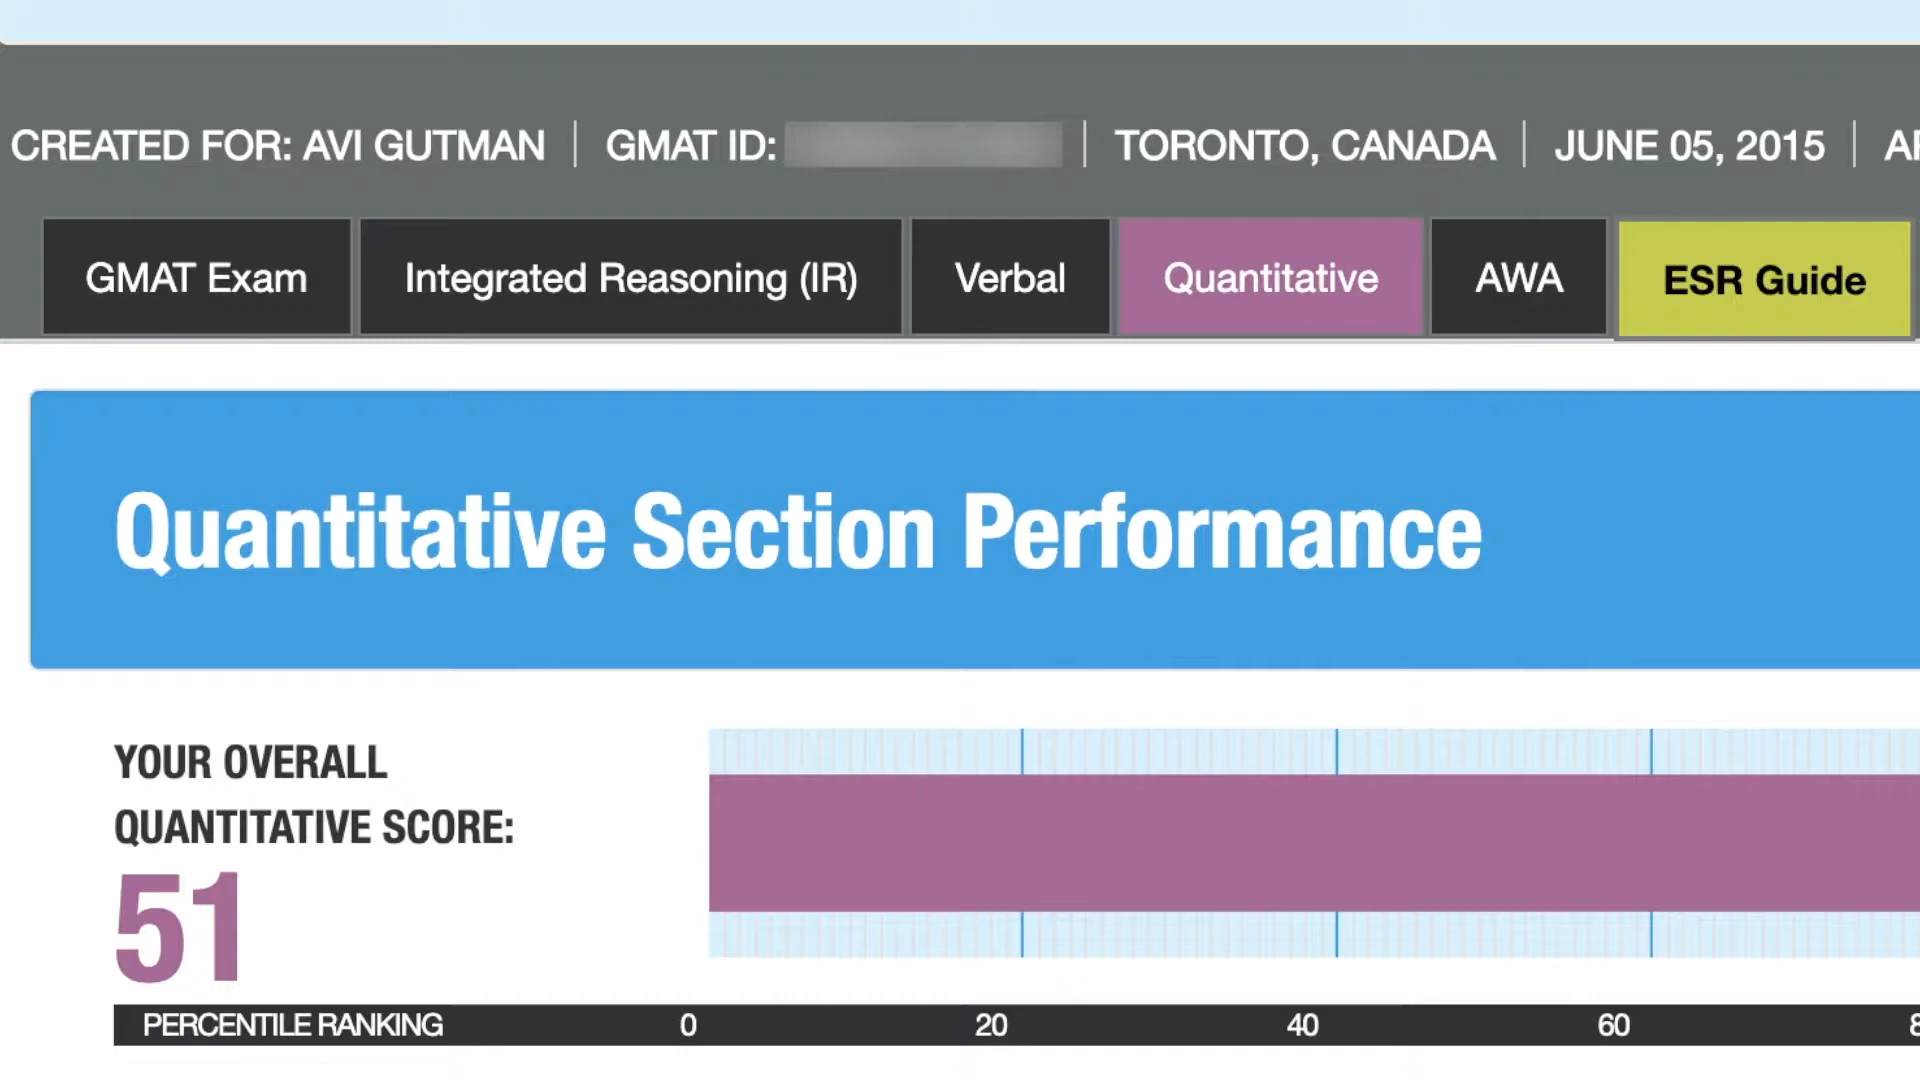 CREATED FOR: AVI GUTMAN | GMAT ID: | TORONTO, CANADA | JUNE 05, 2015 |
GMAT Exam Integrated Reasoning (IR) Verbal Quantitative AWA ESR Guide
Quantitative Section Performance
YOUR OVERALL
QUANTITATIVE SCORE:
51
PERCENTILE RANKING 0 20 40 60